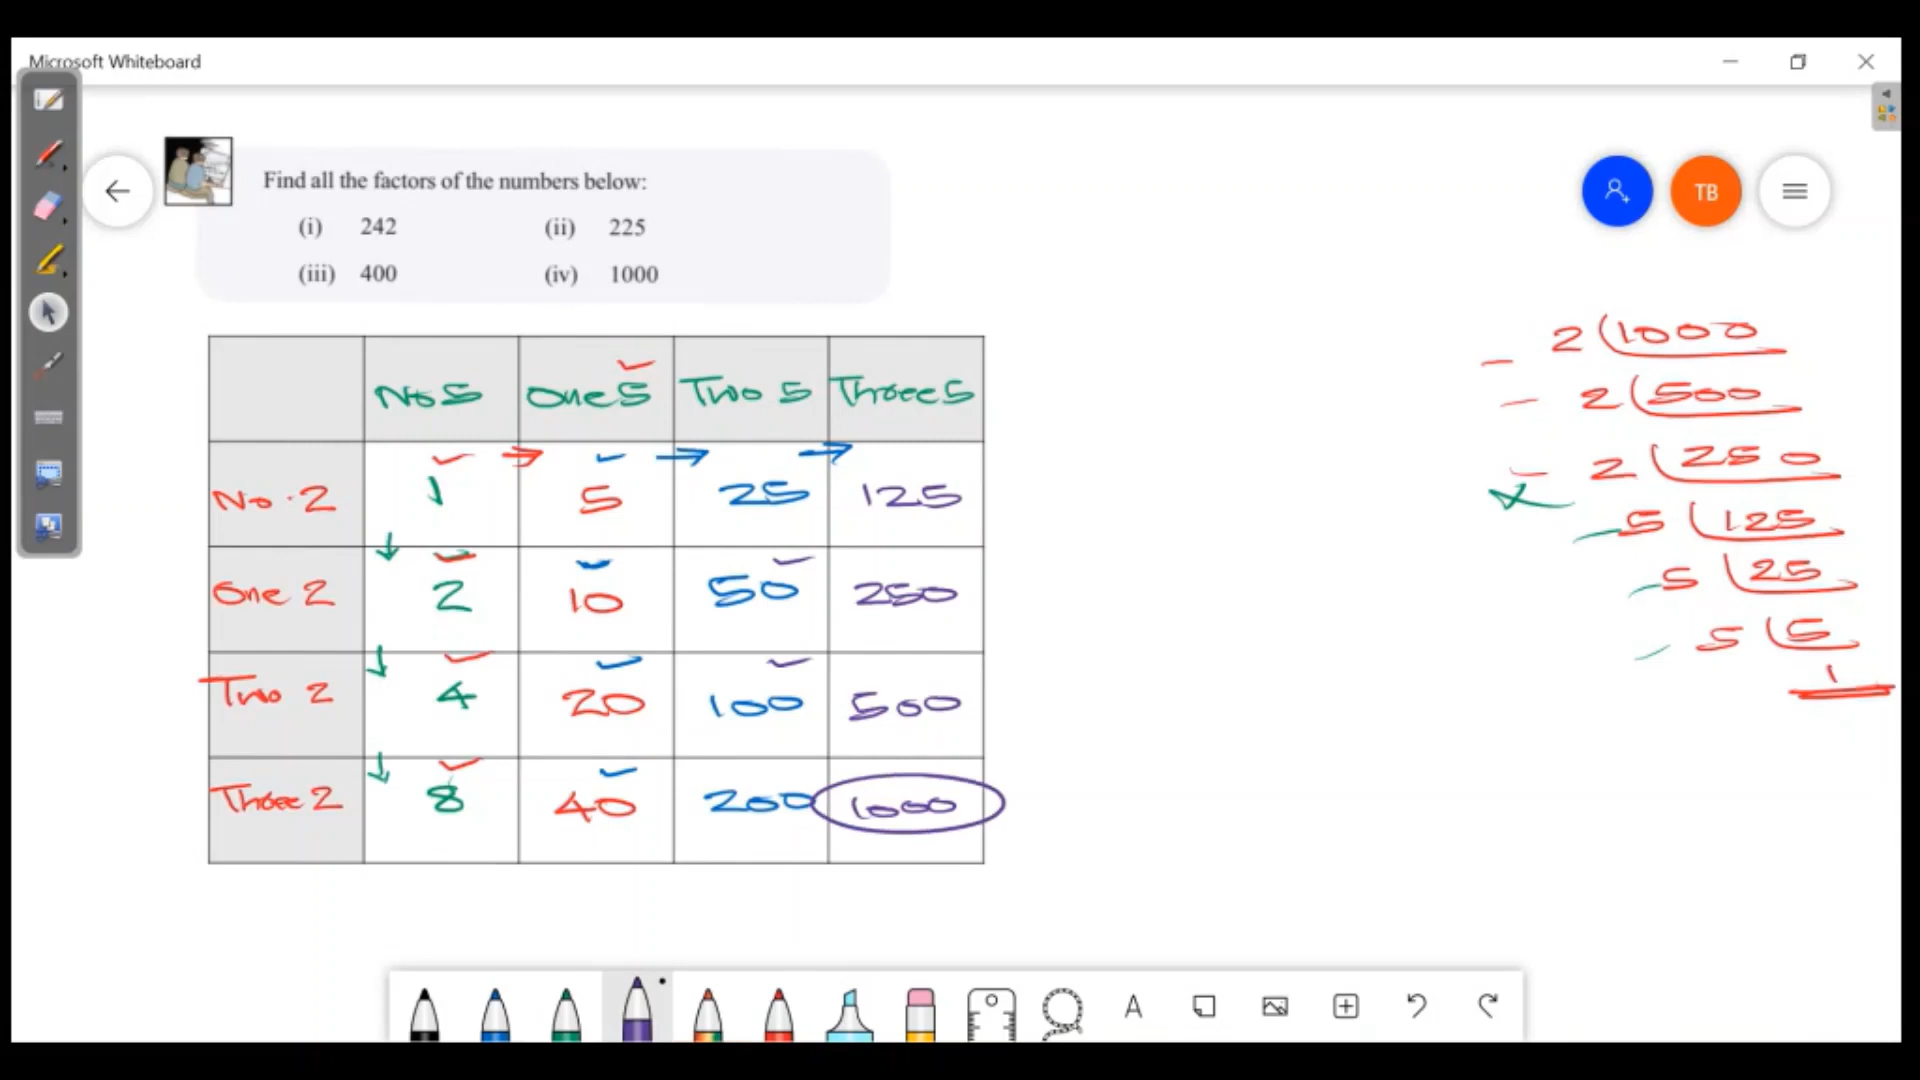 Microsoft Whiteboard
TB
Find all the factors of the numbers below:
(i) 242 (ii) 225
(iii) 400 (iv) 1000
No 5 One 5 Two 5 Three 5
No. 2 1 5 25 125
One 2 2 10 50 250
Two 2 4 20 100 500
Three 2 8 40 200 1000
2 1000
2 500
2 250
5 125
5 25
5 5
1
A